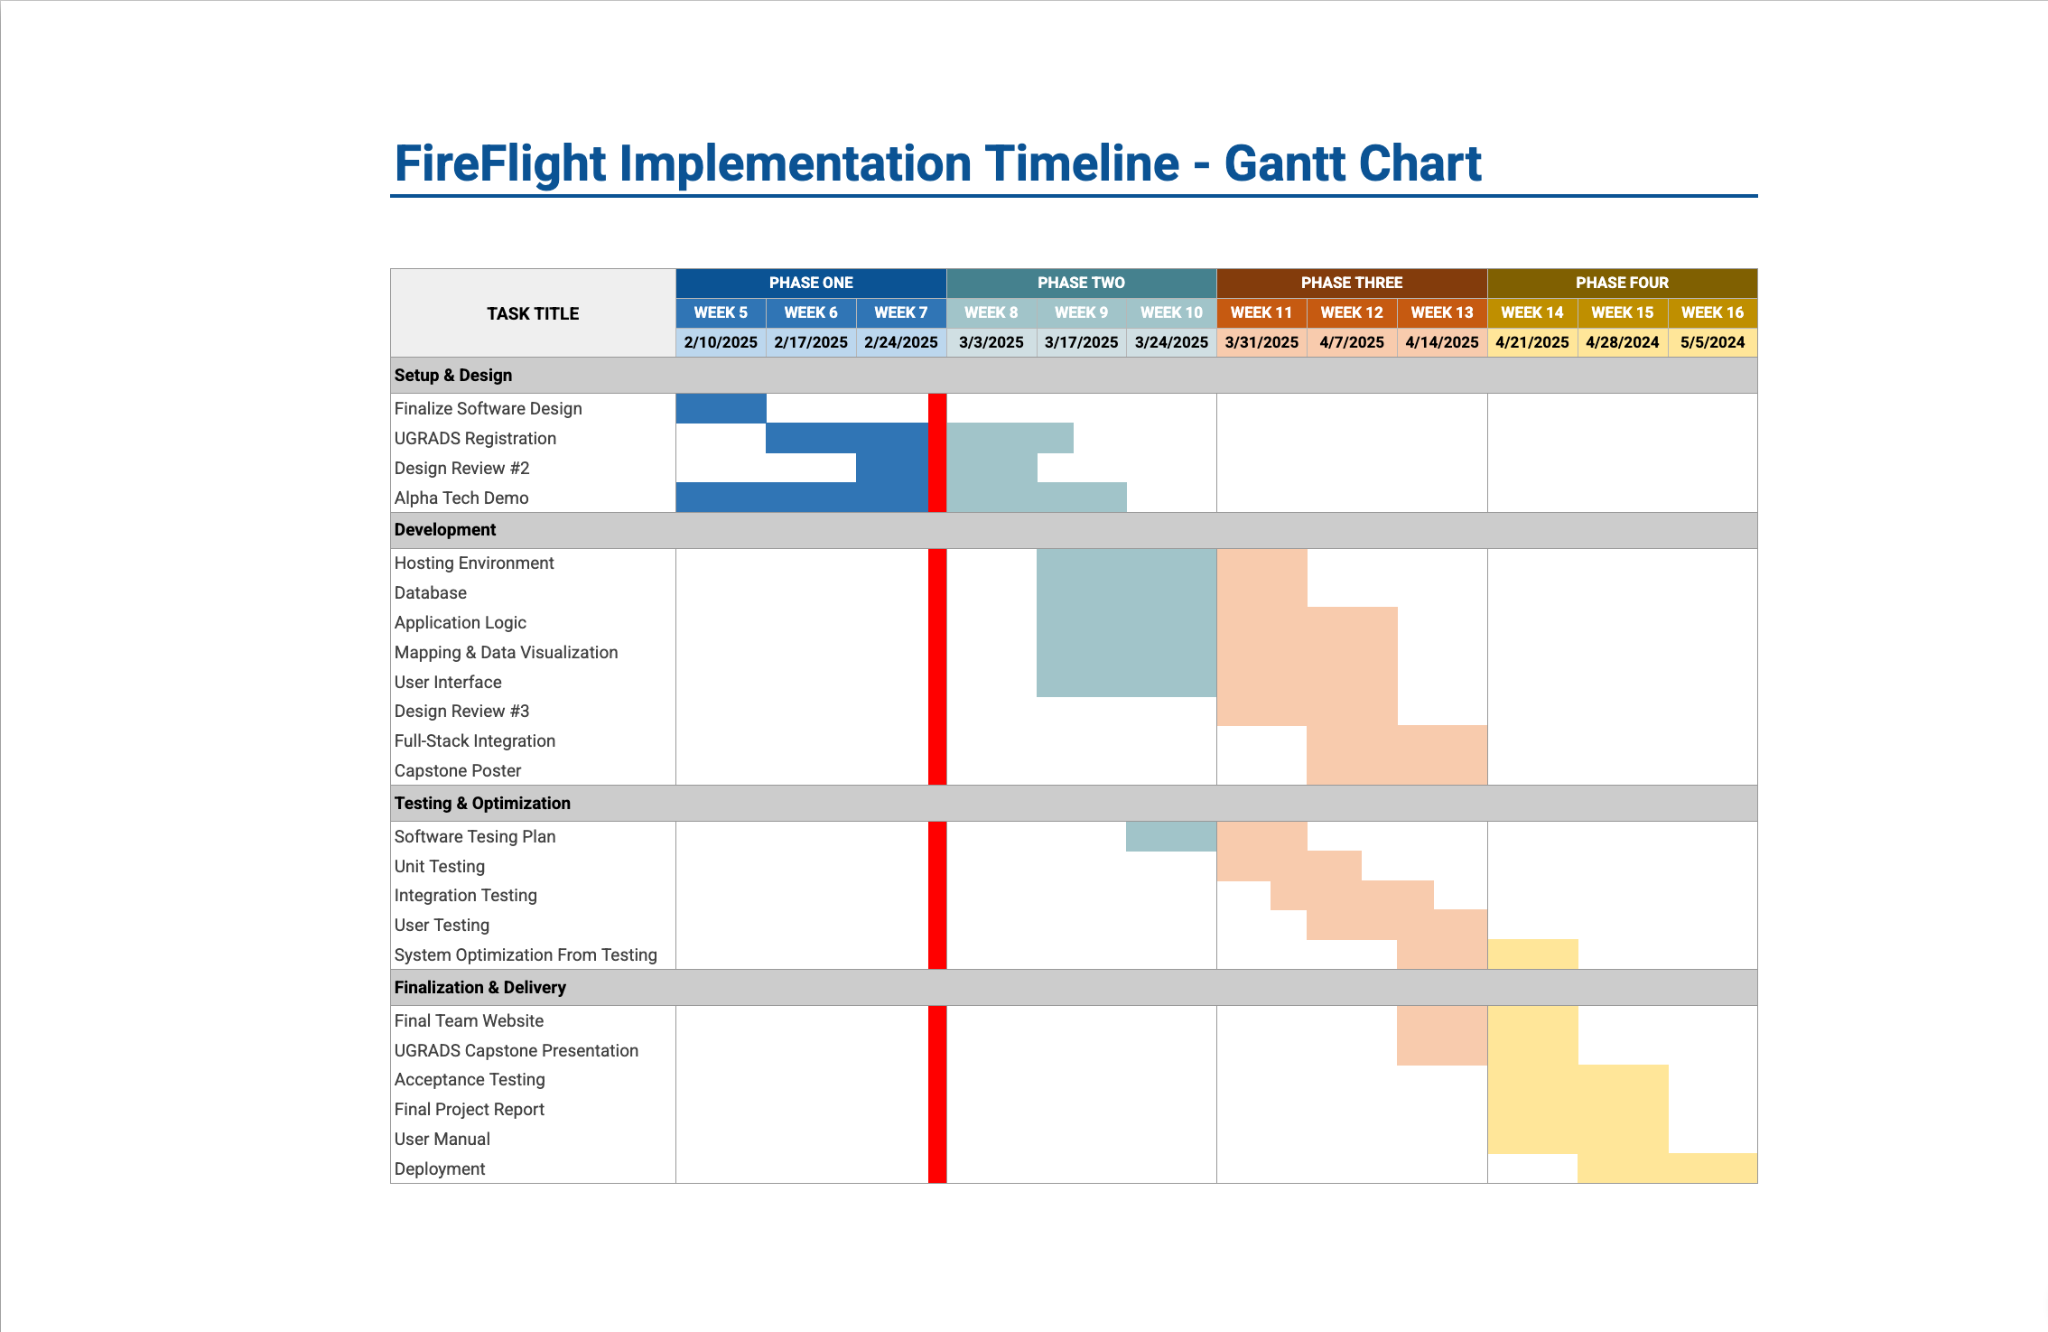 FireFlight Implementation Timeline - Gantt Chart
TASK TITLE
PHASE ONE PHASE TWO PHASE THREE PHASE FOUR
WEEK 5 WEEK 6 WEEK 7 WEEK 8 WEEK 9 WEEK 10 WEEK 11 WEEK 12 WEEK 13 WEEK 14 WEEK 15 WEEK 16
2/10/2025 2/17/2025 2/24/2025 3/3/2025 3/17/2025 3/24/2025 3/31/2025 4/7/2025 4/14/2025 4/21/2025 4/28/2024 5/5/2024
Setup & Design
Finalize Software Design
UGRADS Registration
Design Review #2
Alpha Tech Demo
Development
Hosting Environment
Database
Application Logic
Mapping & Data Visualization
User Interface
Design Review #3
Full-Stack Integration
Capstone Poster
Testing & Optimization
Software Tesing Plan
Unit Testing
Integration Testing
User Testing
System Optimization From Testing
Finalization & Delivery
Final Team Website
UGRADS Capstone Presentation
Acceptance Testing
Final Project Report
User Manual
Deployment